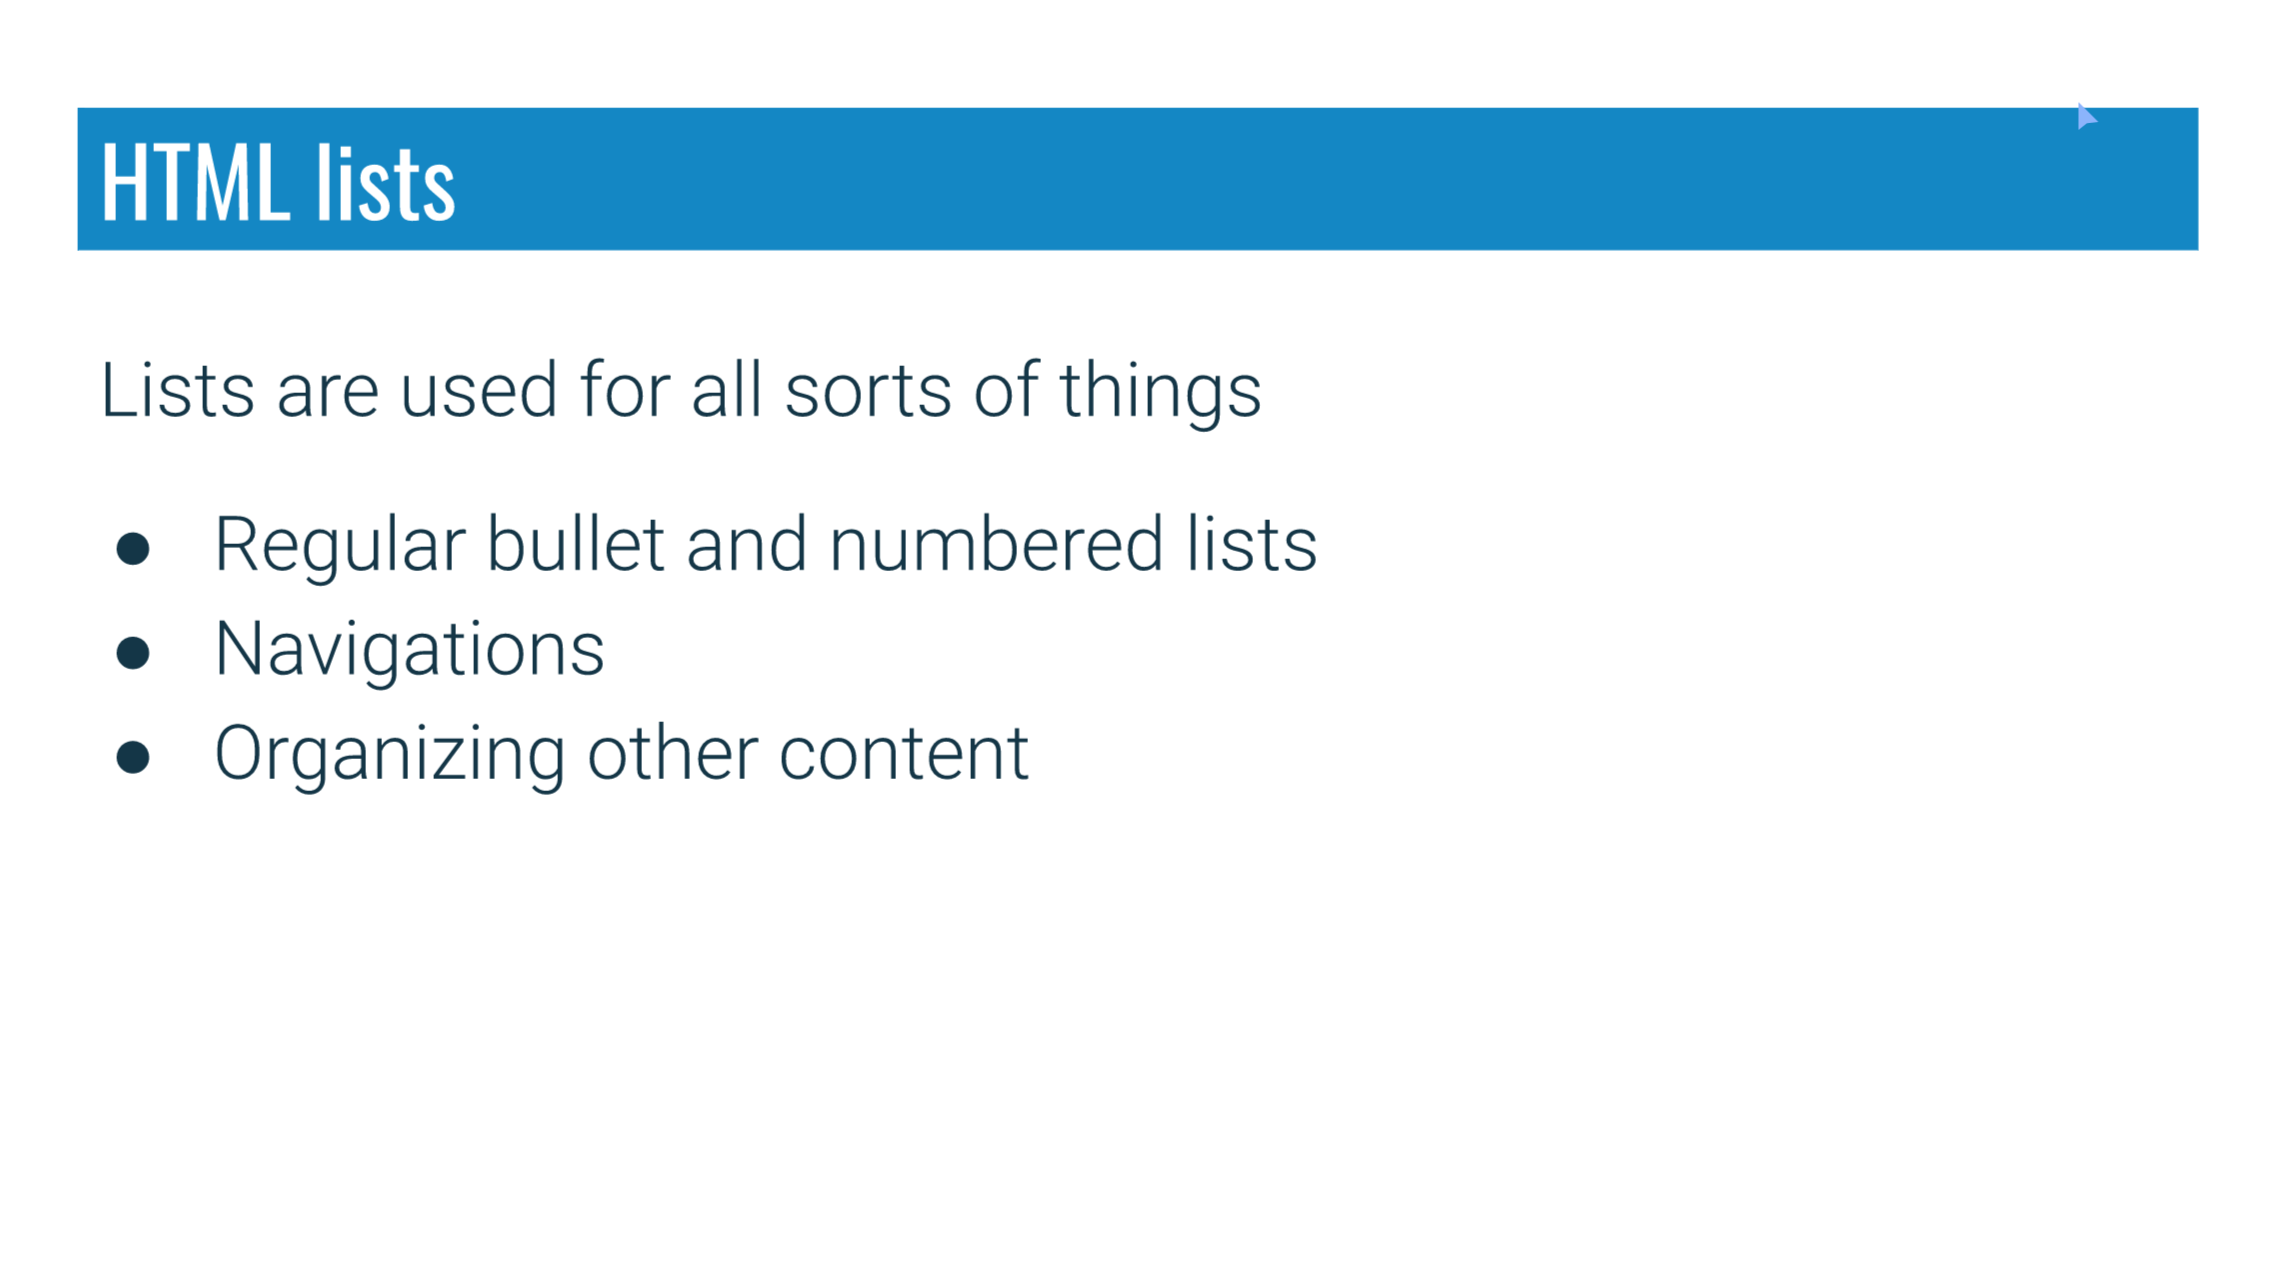 HTML lists
Lists are used for all sorts of things
● Regular bullet and numbered lists
● Navigations
● Organizing other content